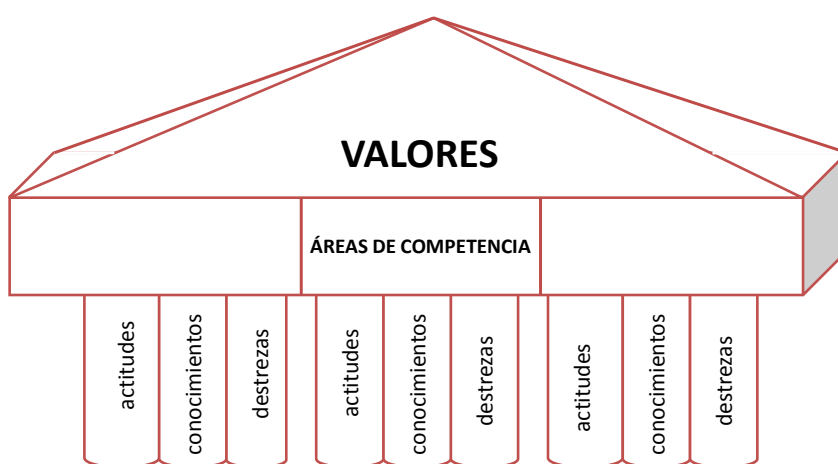 VALORES
ÁREAS DE COMPETENCIA
actitudes
conocimientos
destrezas
actitudes
conocimientos
destrezas
actitudes
conocimientos
destrezas